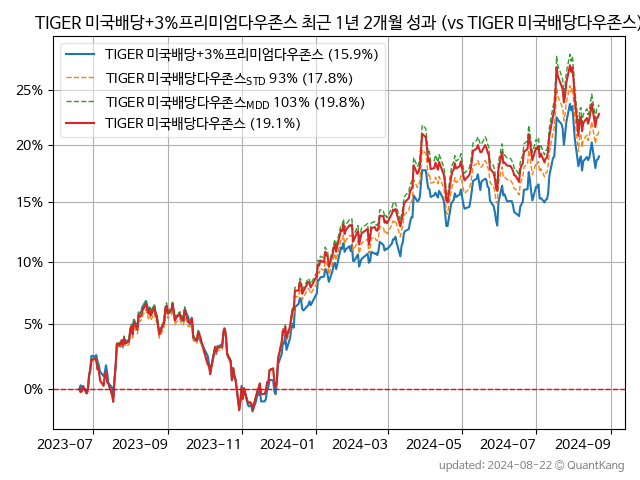 TIGER 미국배당+3%프리미엄다우존스 최근 1년 2개월 성과 (vs TIGER 미국배당다우존스)
TIGER 미국배당+3%프리미엄다우존스 (15.9%)
TIGER 미국배당다우존스STD 93% (17.8%)
TIGER 미국배당다우존스MDD 103% (19.8%)
TIGER 미국배당다우존스 (19.1%)
25%
20%
15%
10%
5%
0%
2023-07 2023-09 2023-11 2024-01 2024-03 2024-05 2024-07 2024-09
updated: 2024-08-22 © QuantKang